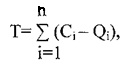 n
T= ∑ (Cᵢ– Qᵢ),
i=1